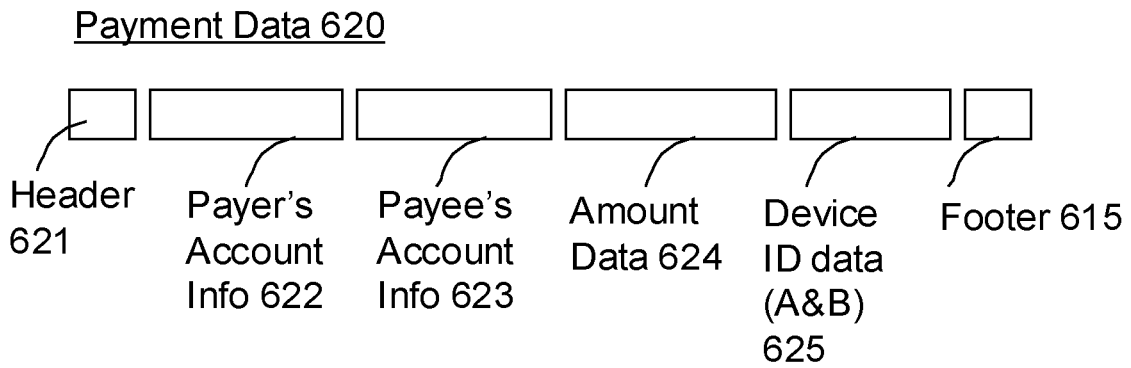 Payment Data 620
Header
621
Payer's
Account
Info 622
Payee's
Account
Info 623
Amount
Data 624
Device
ID data
(A&B)
625
Footer 615